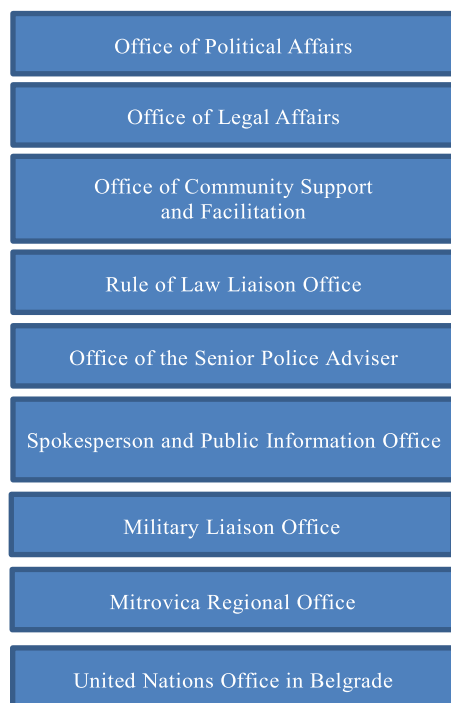 Office of Political Affairs
Office of Legal Affairs
Office of Community Support
and Facilitation
Rule of Law Liaison Office
Office of the Senior Police Adviser
Spokesperson and Public Information Office
Military Liaison Office
Mitrovica Regional Office
United Nations Office in Belgrade